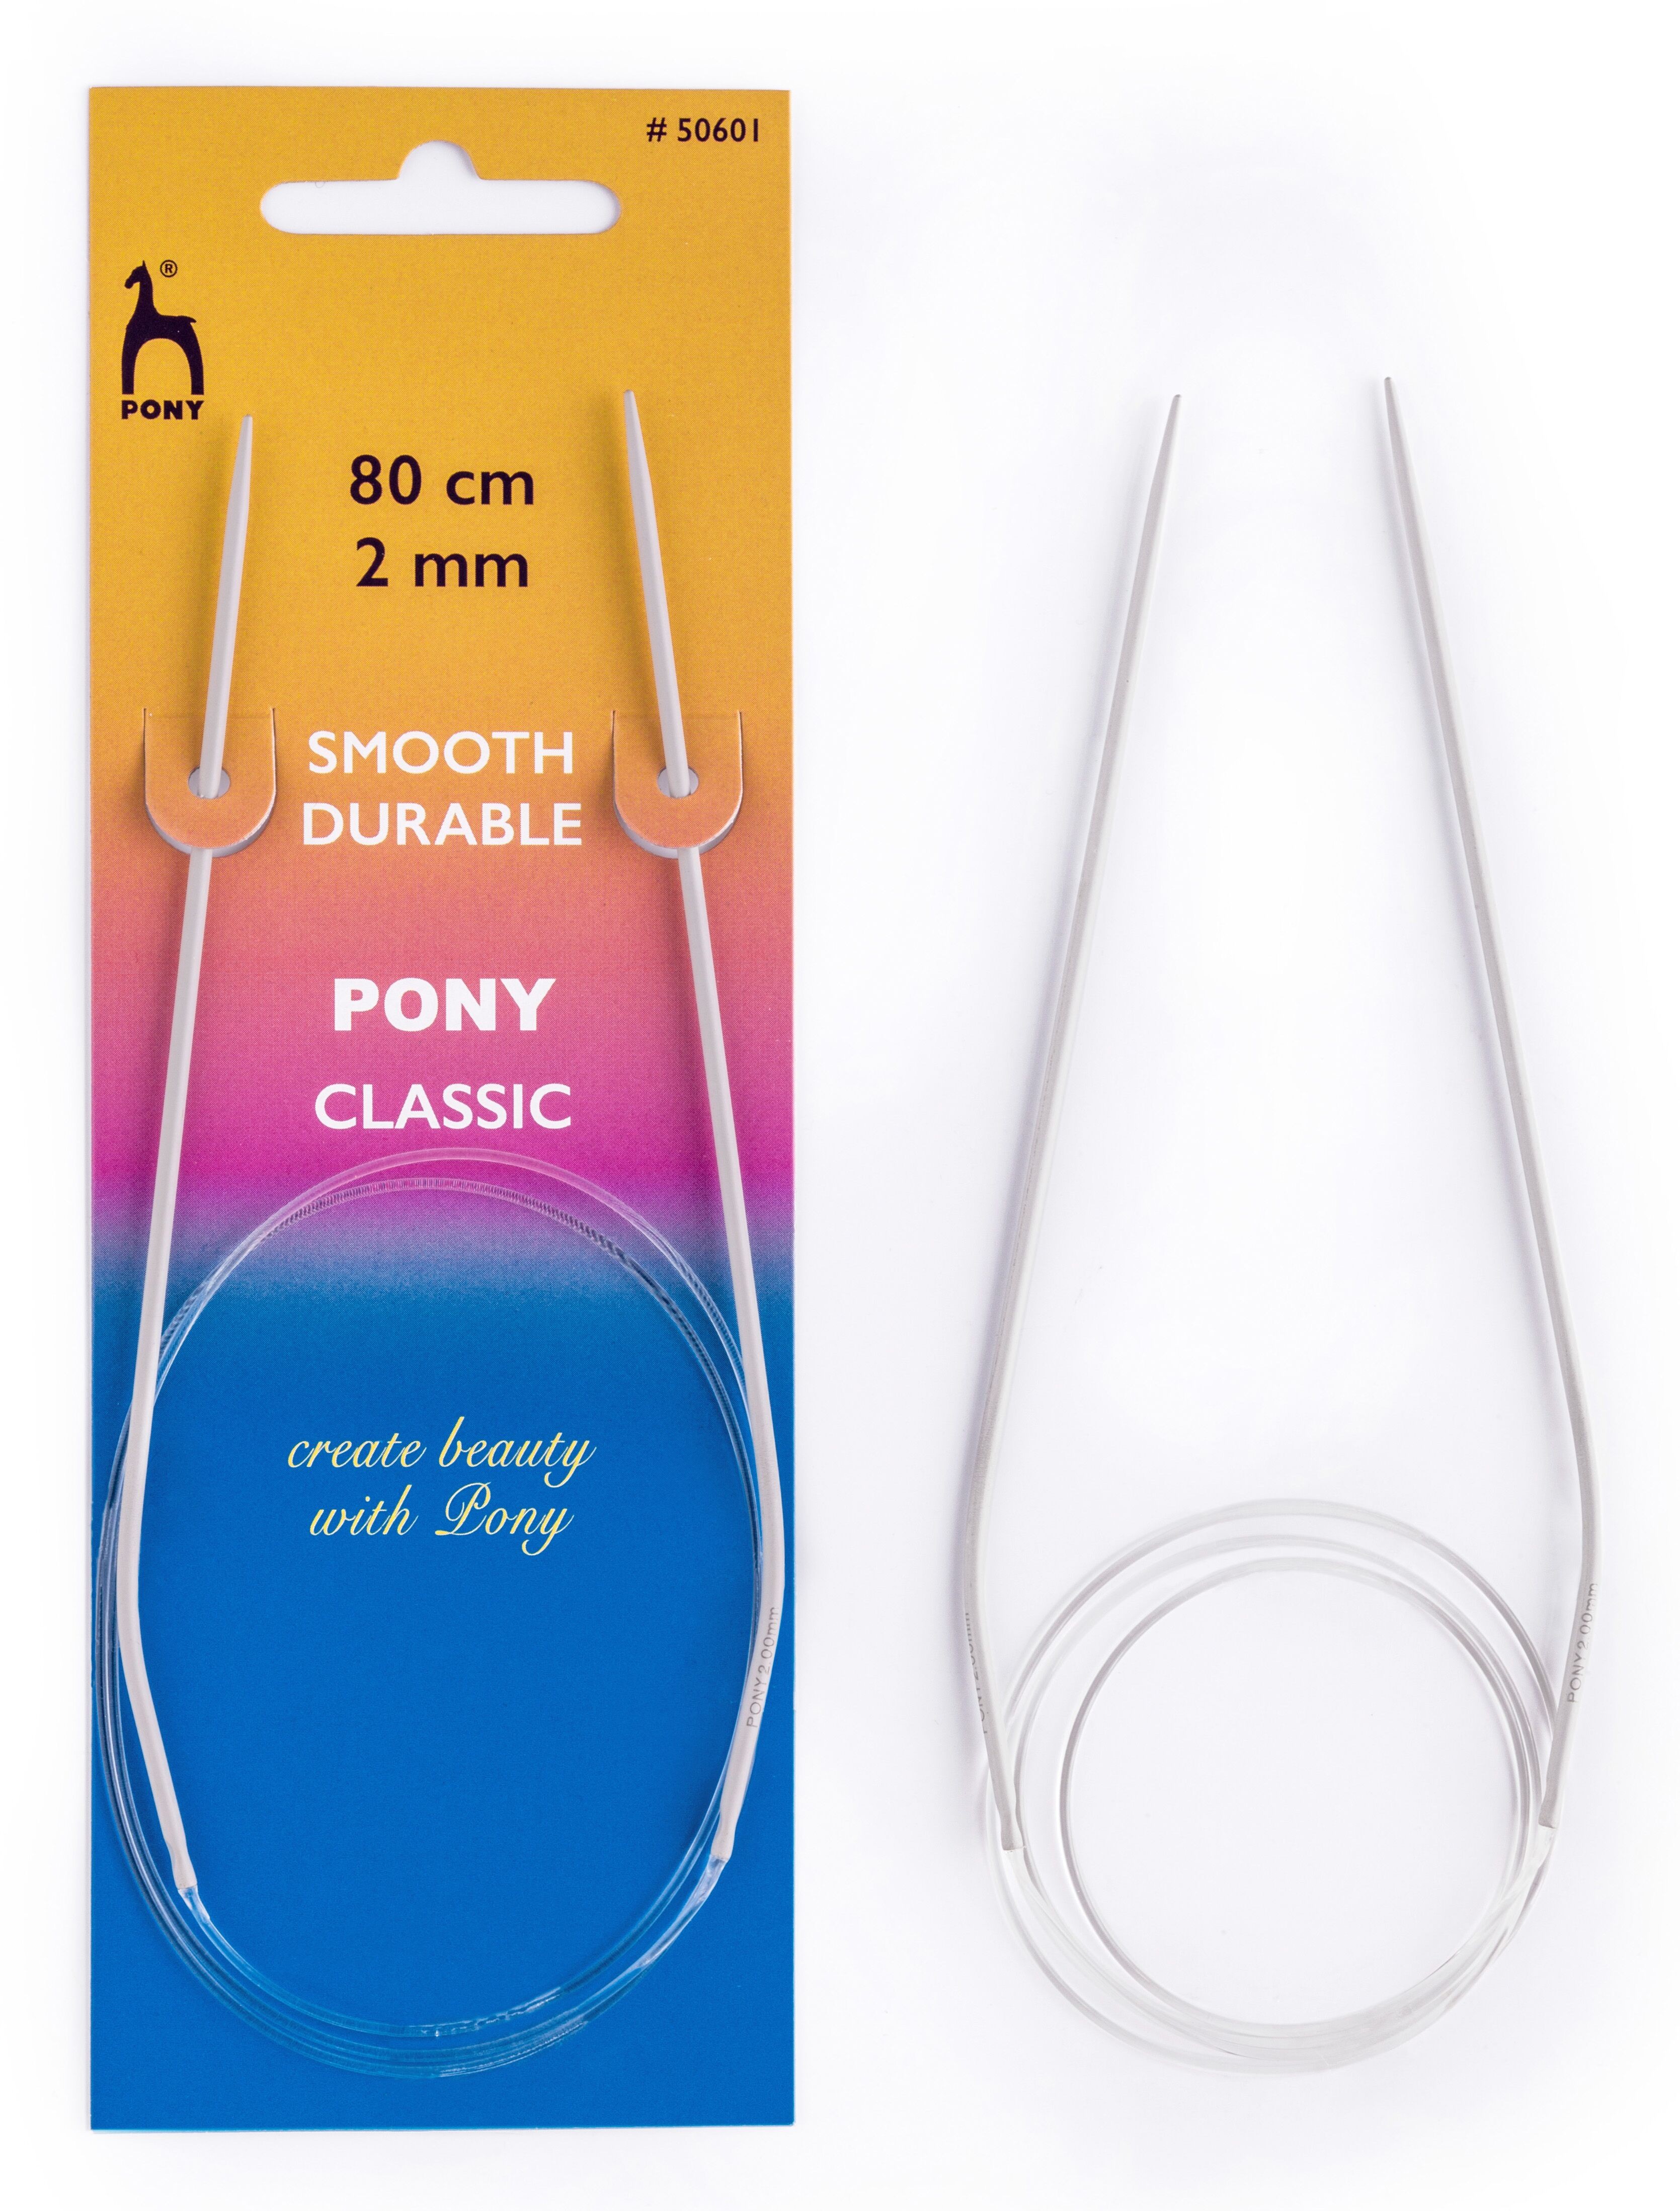 # 50601
®
PONY
80 cm
2 mm
SMOOTH
DURABLE
PONY
CLASSIC
create beauty
with Pony
PONY 2.00mm
PONY 2.00mm